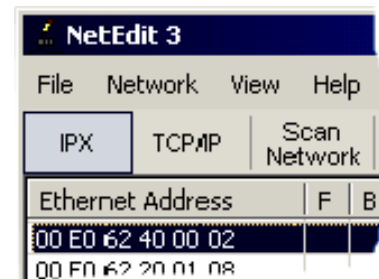 NetEdit 3
File Network View Help
IPX TCP/IP Scan Network
Ethernet Address F B
00 E0 62 40 00 02
00 E0 62 20 01 08